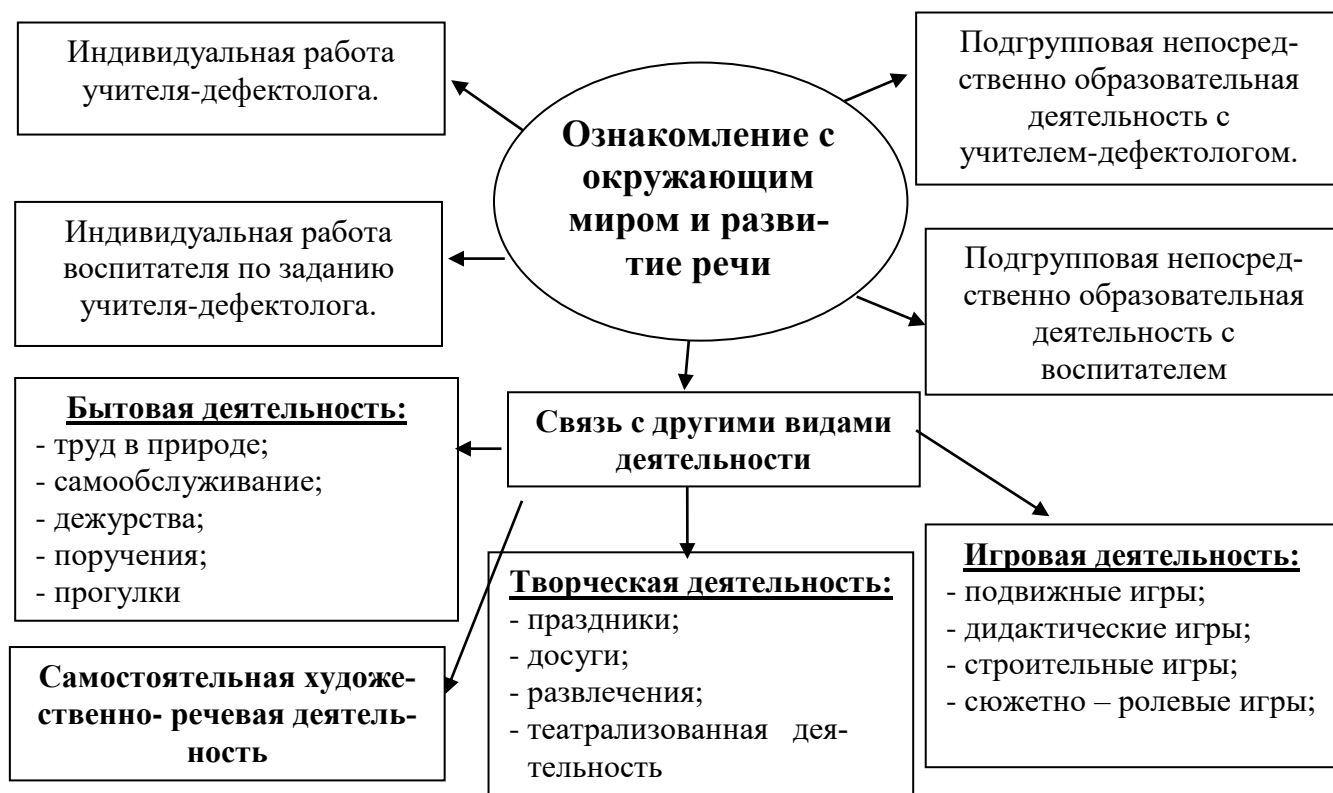 Индивидуальная работа
учителя-дефектолога.
Ознакомление с
окружающим
миром и разви-
тие речи
Подгрупповая непосред-
ственно образовательная
деятельность с
учителем-дефектологом.
Индивидуальная работа
воспитателя по заданию
учителя-дефектолога.
Подгрупповая непосред-
ственно образовательная
деятельность с
воспитателем
Связь с другими видами
деятельности
Бытовая деятельность:
- труд в природе;
- самообслуживание;
- дежурства;
- поручения;
- прогулки
Самостоятельная художе-
ственно- речевая деятель-
ность
Творческая деятельность:
- праздники;
- досуги;
- развлечения;
- театрализованная дея-
тельность
Игровая деятельность:
- подвижные игры;
- дидактические игры;
- строительные игры;
- сюжетно – ролевые игры;